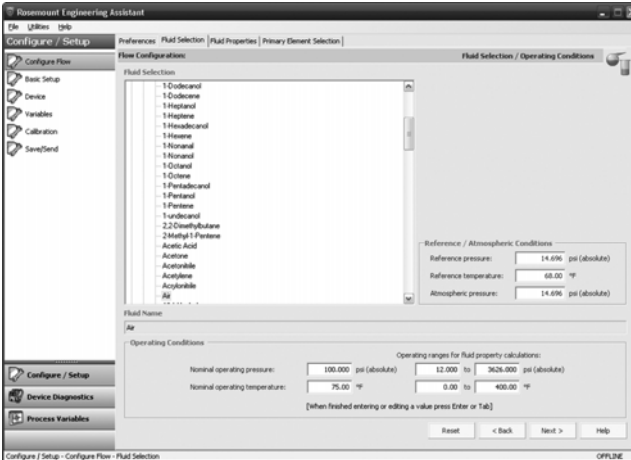 Rosemount Engineering Assistant
File Utilities Help
Configure / Setup
Preferences Fluid Selection Fluid Properties Primary Element Selection
Configure Flow
Basic Setup
Device
Variables
Calibration
Save/Send
Flow Configuration: Fluid Selection / Operating Conditions
Fluid Selection
1-Dodecanol
1-Dodecene
1-Heptanol
1-Heptene
1-Hexadecanol
1-Hexene
1-Nonanal
1-Nonanol
1-Octanol
1-Octene
1-Pentadecanol
1-Pentanol
1-Pentene
1-undecanol
2,2-Dimethylbutane
2-Methyl-1-Pentene
Acetic Acid
Acetone
Acetonitrile
Acetylene
Acrylonitrile
Air
Reference / Atmospheric Conditions
Reference pressure: 14.696 psi (absolute)
Reference temperature: 68.00 °F
Atmospheric pressure: 14.696 psi (absolute)
Fluid Name
Air
Operating Conditions
Operating ranges for fluid property calculations:
Nominal operating pressure: 100.000 psi (absolute) 12.000 to 3626.000 psi (absolute)
Nominal operating temperature: 75.00 °F 0.00 to 400.00 °F
[When finished entering or editing a value press Enter or Tab]
Configure / Setup
Device Diagnostics
Process Variables
Reset < Back Next > Help
Configure / Setup - Configure Flow - Fluid Selection OFFLINE